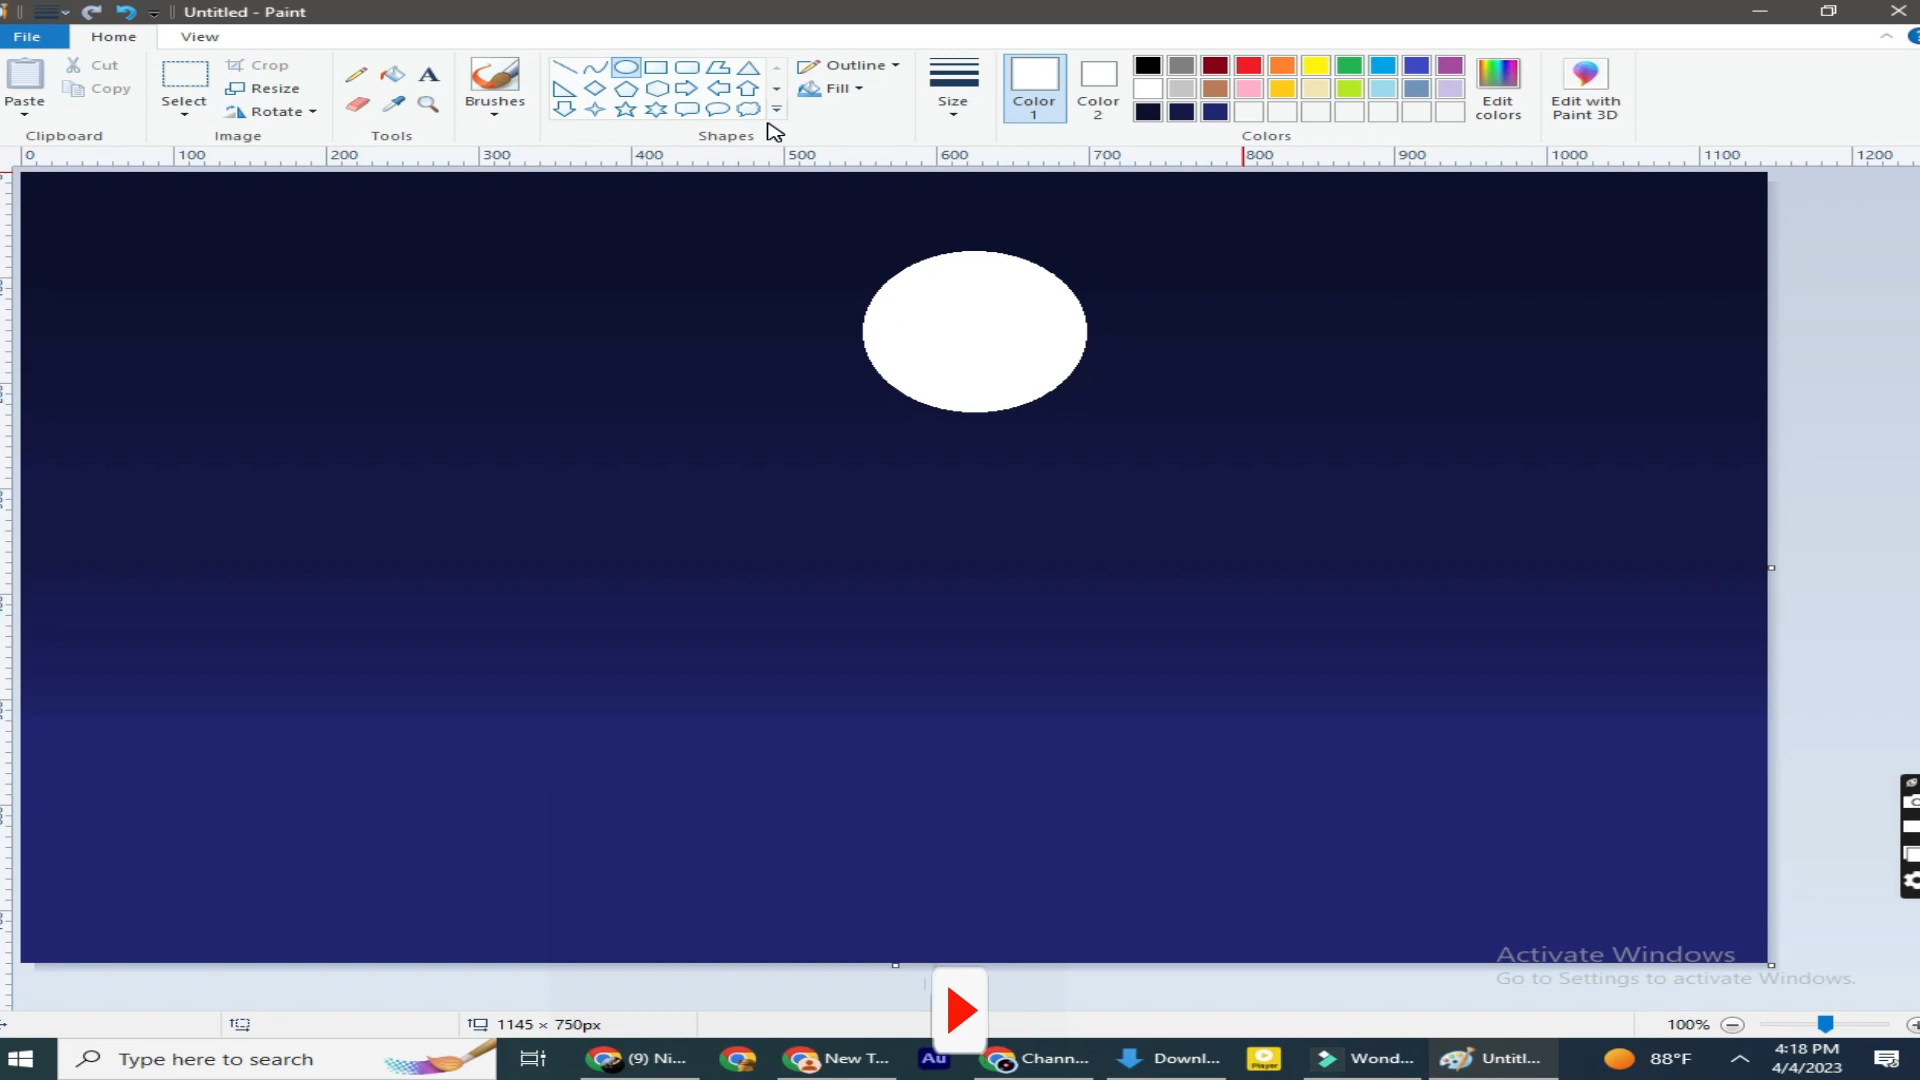 Untitled - Paint
File
Home
View
Paste
Cut
Copy
Clipboard
Select
Crop
Resize
Rotate
Image
A
Tools
Brushes
Shapes
Outline
Fill
Size
Color 1
Color 2
Colors
Edit colors
Edit with Paint 3D
0 100 200 300 400 500 600 700 800 900 1000 1100 1200
Activate Windows
Go to Settings to activate Windows.
1145 × 750px
100%
Type here to search
(9) Ni...
New T...
Au
Chann...
Downl...
Player
Wond...
Untitl...
88°F
4:18 PM
4/4/2023